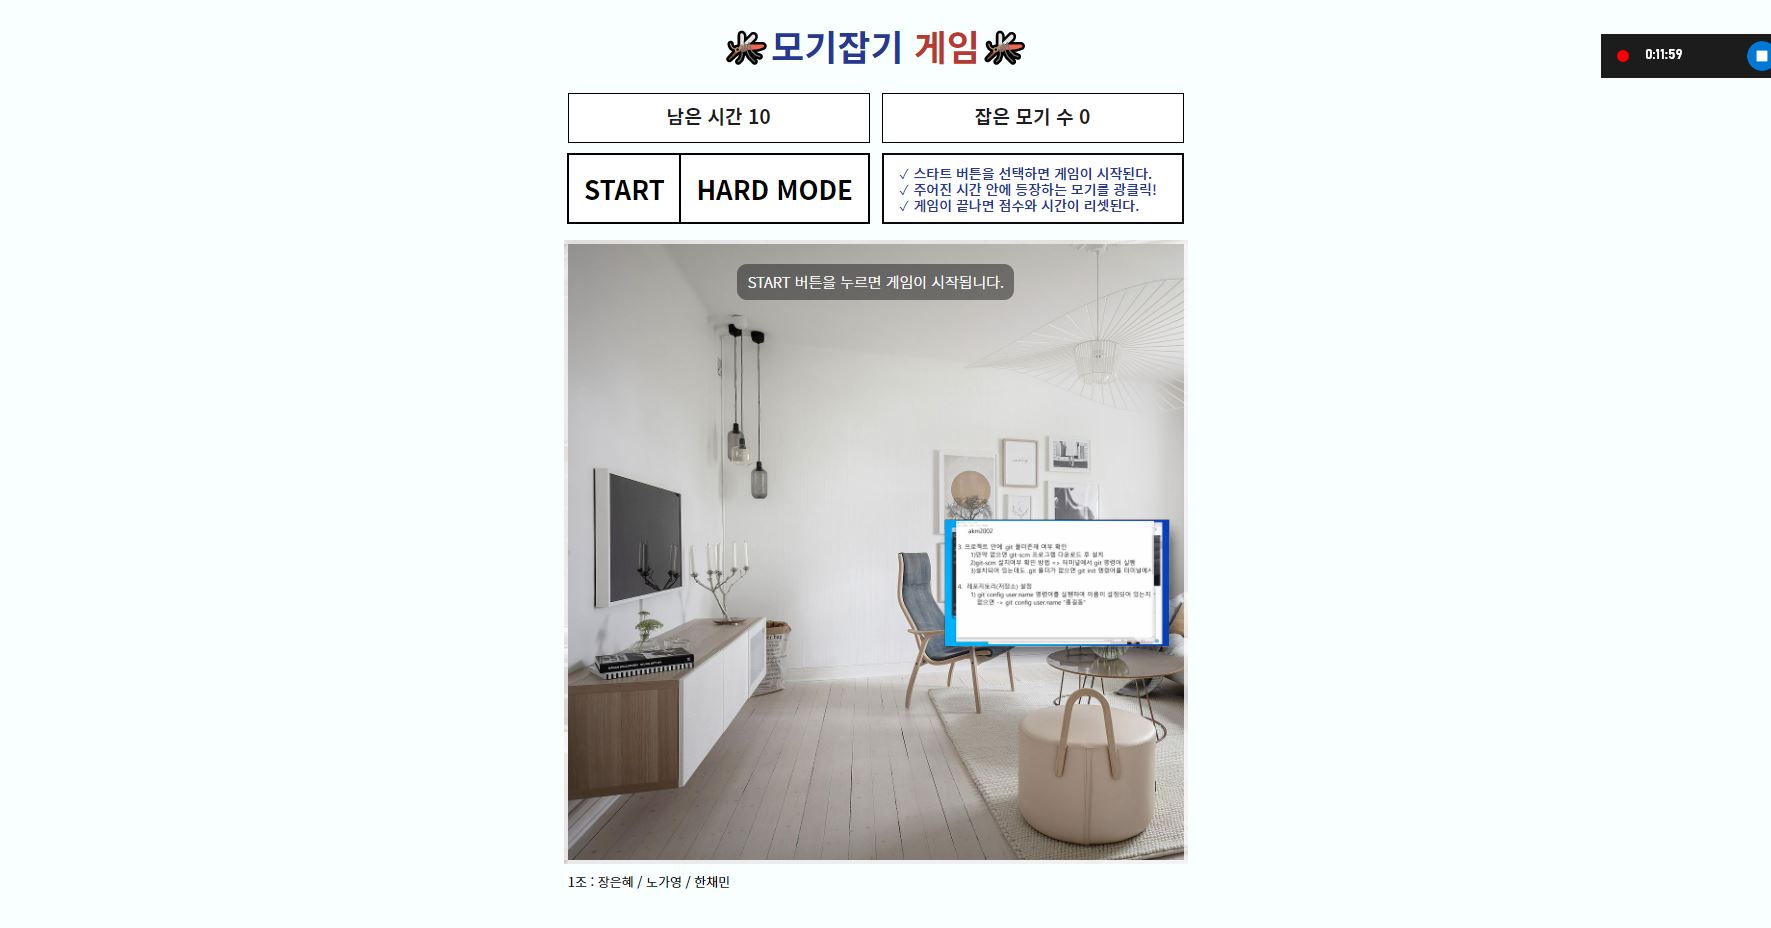 모기잡기 게임
0:11:59
남은 시간 10
잡은 모기 수 0
START
HARD MODE
✓ 스타트 버튼을 선택하면 게임이 시작된다.
✓ 주어진 시간 안에 등장하는 모기를 광클릭!
✓ 게임이 끝나면 점수와 시간이 리셋된다.
START 버튼을 누르면 게임이 시작됩니다.
akm2002
3. 프로젝트 안에 .git 폴더존재 여부 확인
1)만약 없으면 git-scm 프로그램 다운로드 후 설치
2)git-scm 설치여부 확인 방법 => 터미널에서 git 명령어 실행
3)설치되어 있는데도 .git 폴더가 없으면 git init 명령어를 터미널에서
4. 레포지토리(저장소) 설정
1) git config user.name 명령어를 실행하여 이름이 설정되어 있는지
없으면 -> git config user.name "홍길동"
1조 : 장은혜 / 노가영 / 한채민